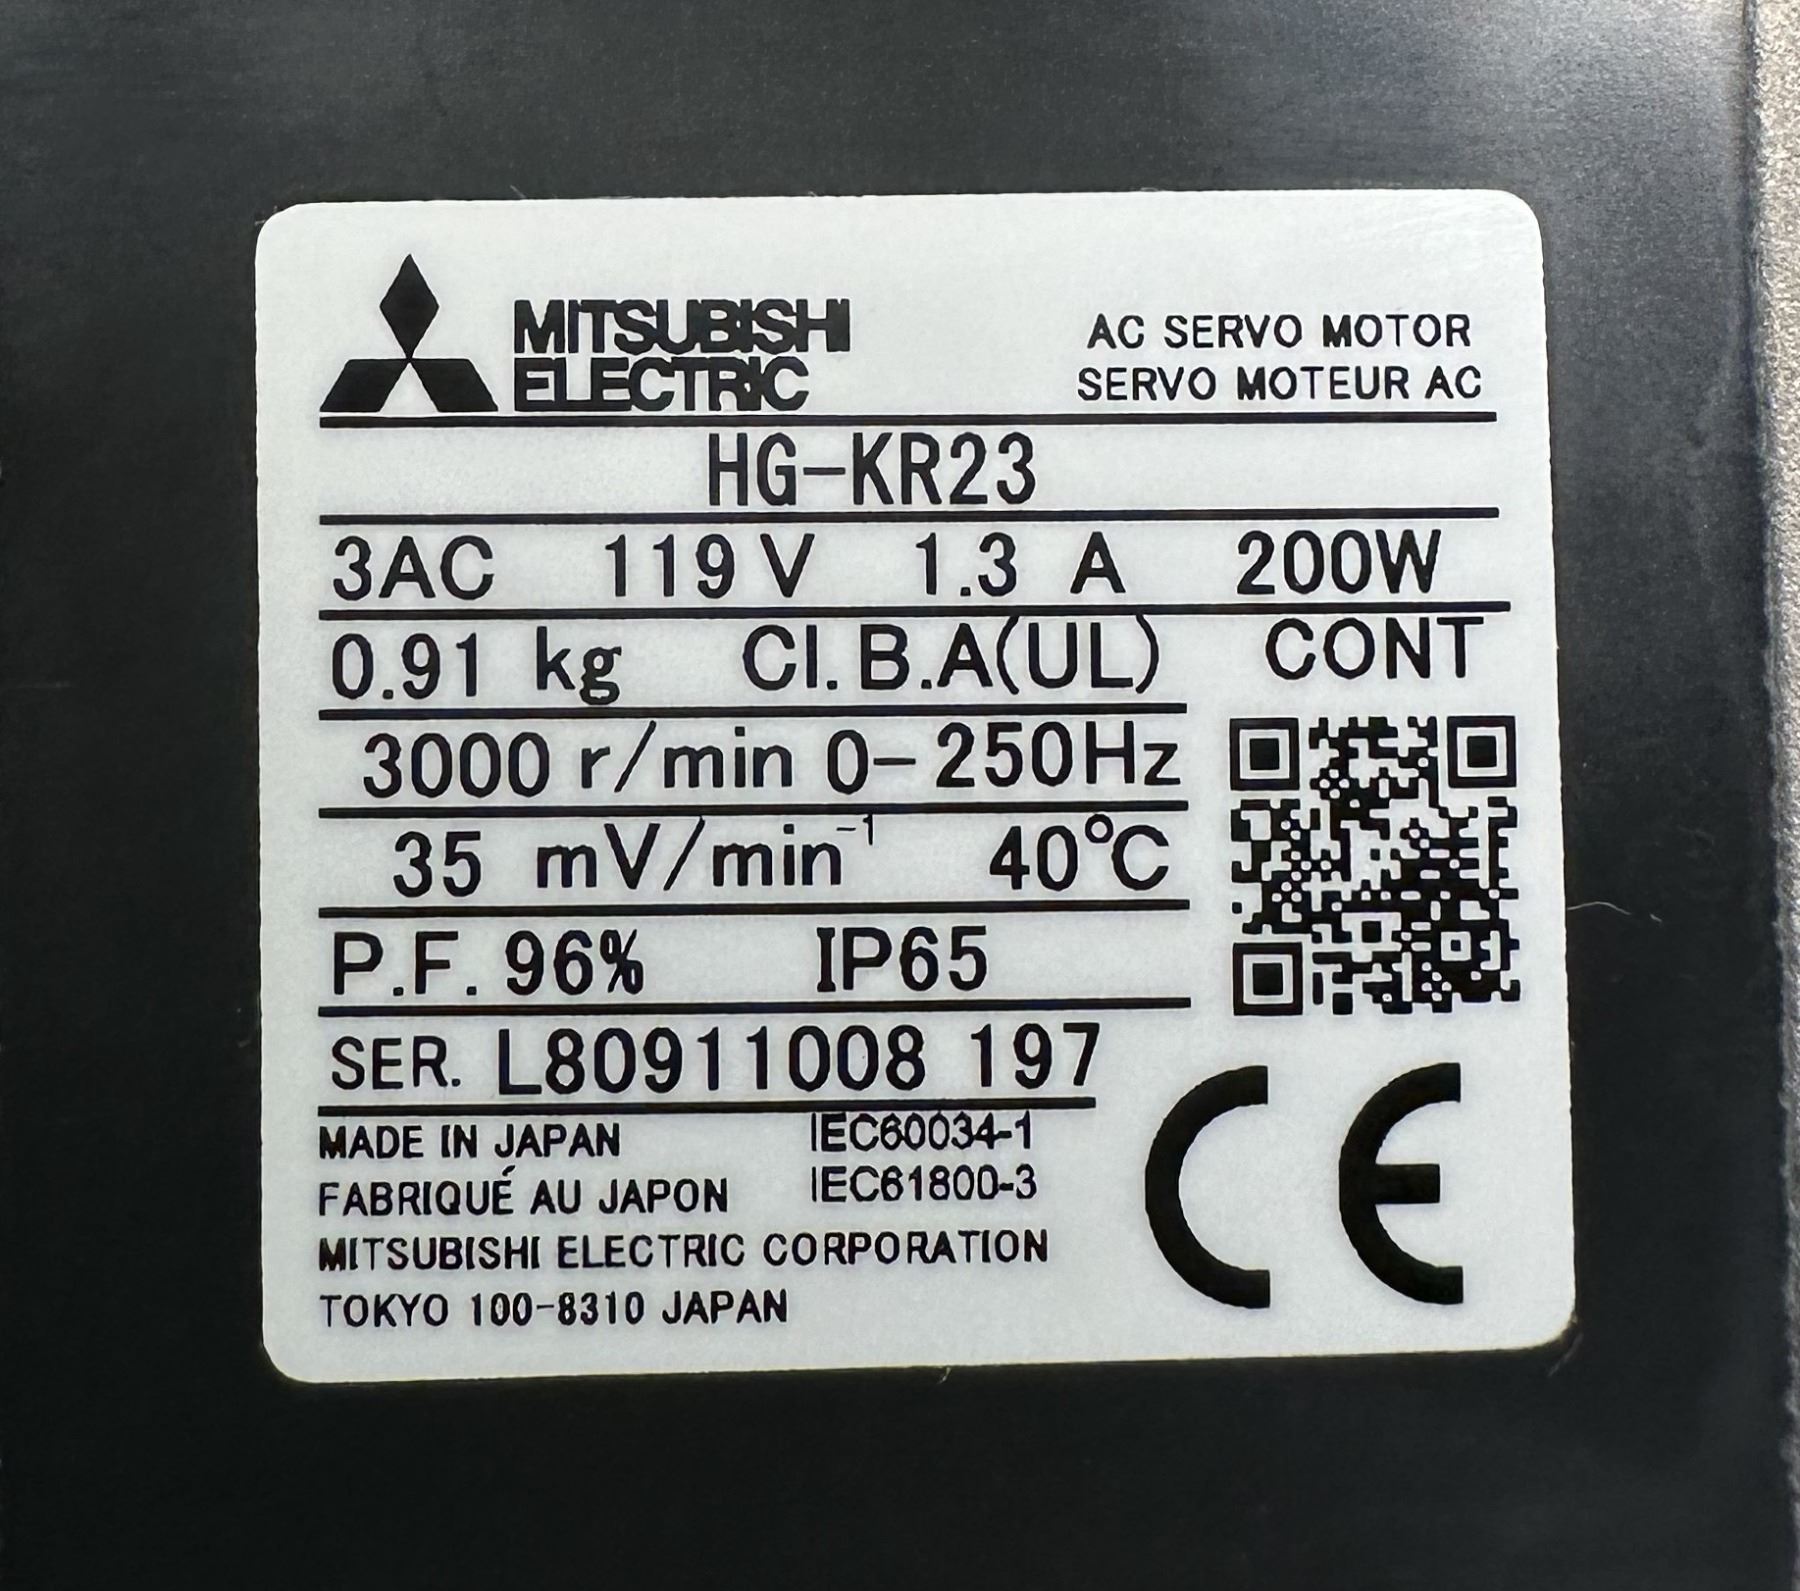 MITSUBISHI
ELECTRIC
AC SERVO MOTOR
SERVO MOTEUR AC
HG-KR23
3AC 119 V 1.3 A 200W
0.91 kg Cl.B.A(UL) CONT
3000 r/min 0-250Hz
35 mV/min⁻¹ 40°C
P.F. 96% IP65
SER. L80911008 197
MADE IN JAPAN IEC60034-1
FABRIQUÉ AU JAPON IEC61800-3
MITSUBISHI ELECTRIC CORPORATION
TOKYO 100-8310 JAPAN
CE